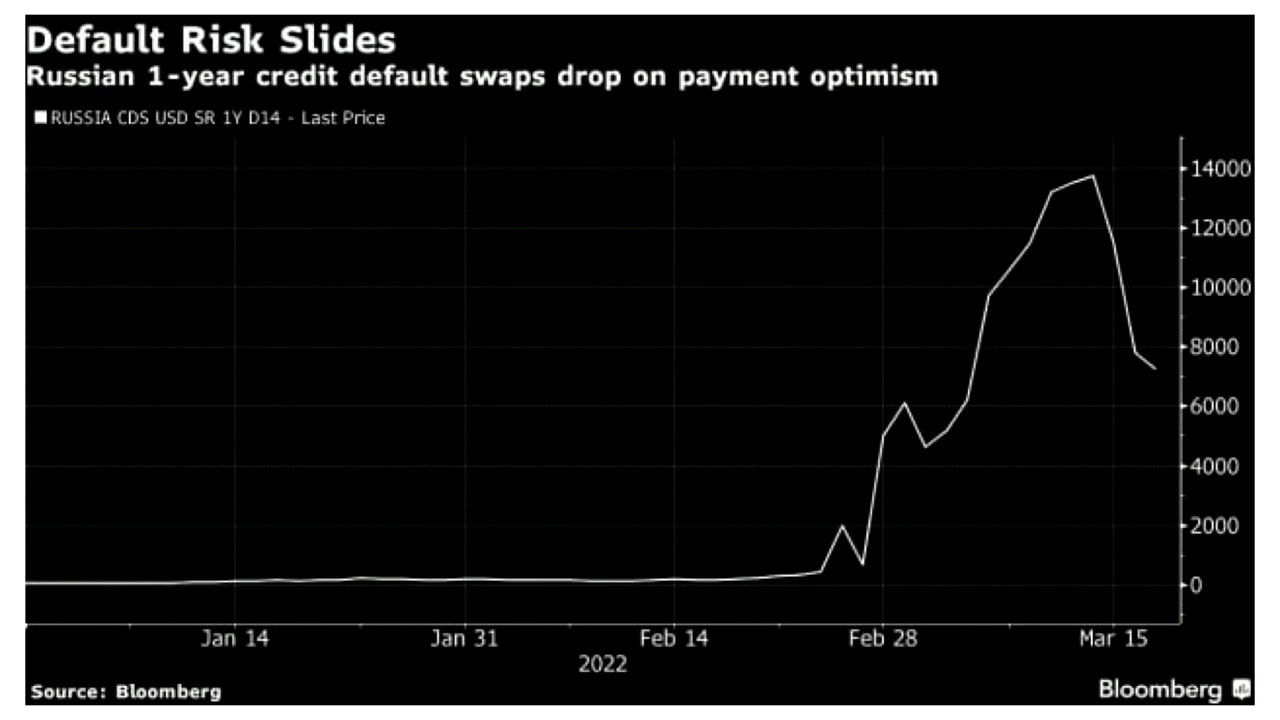 Default Risk Slides
Russian 1-year credit default swaps drop on payment optimism
RUSSIA CDS USD SR 1Y D14 - Last Price
14000
12000
10000
8000
6000
4000
2000
0
Jan 14 Jan 31 Feb 14 Feb 28 Mar 15
2022
Source: Bloomberg
Bloomberg